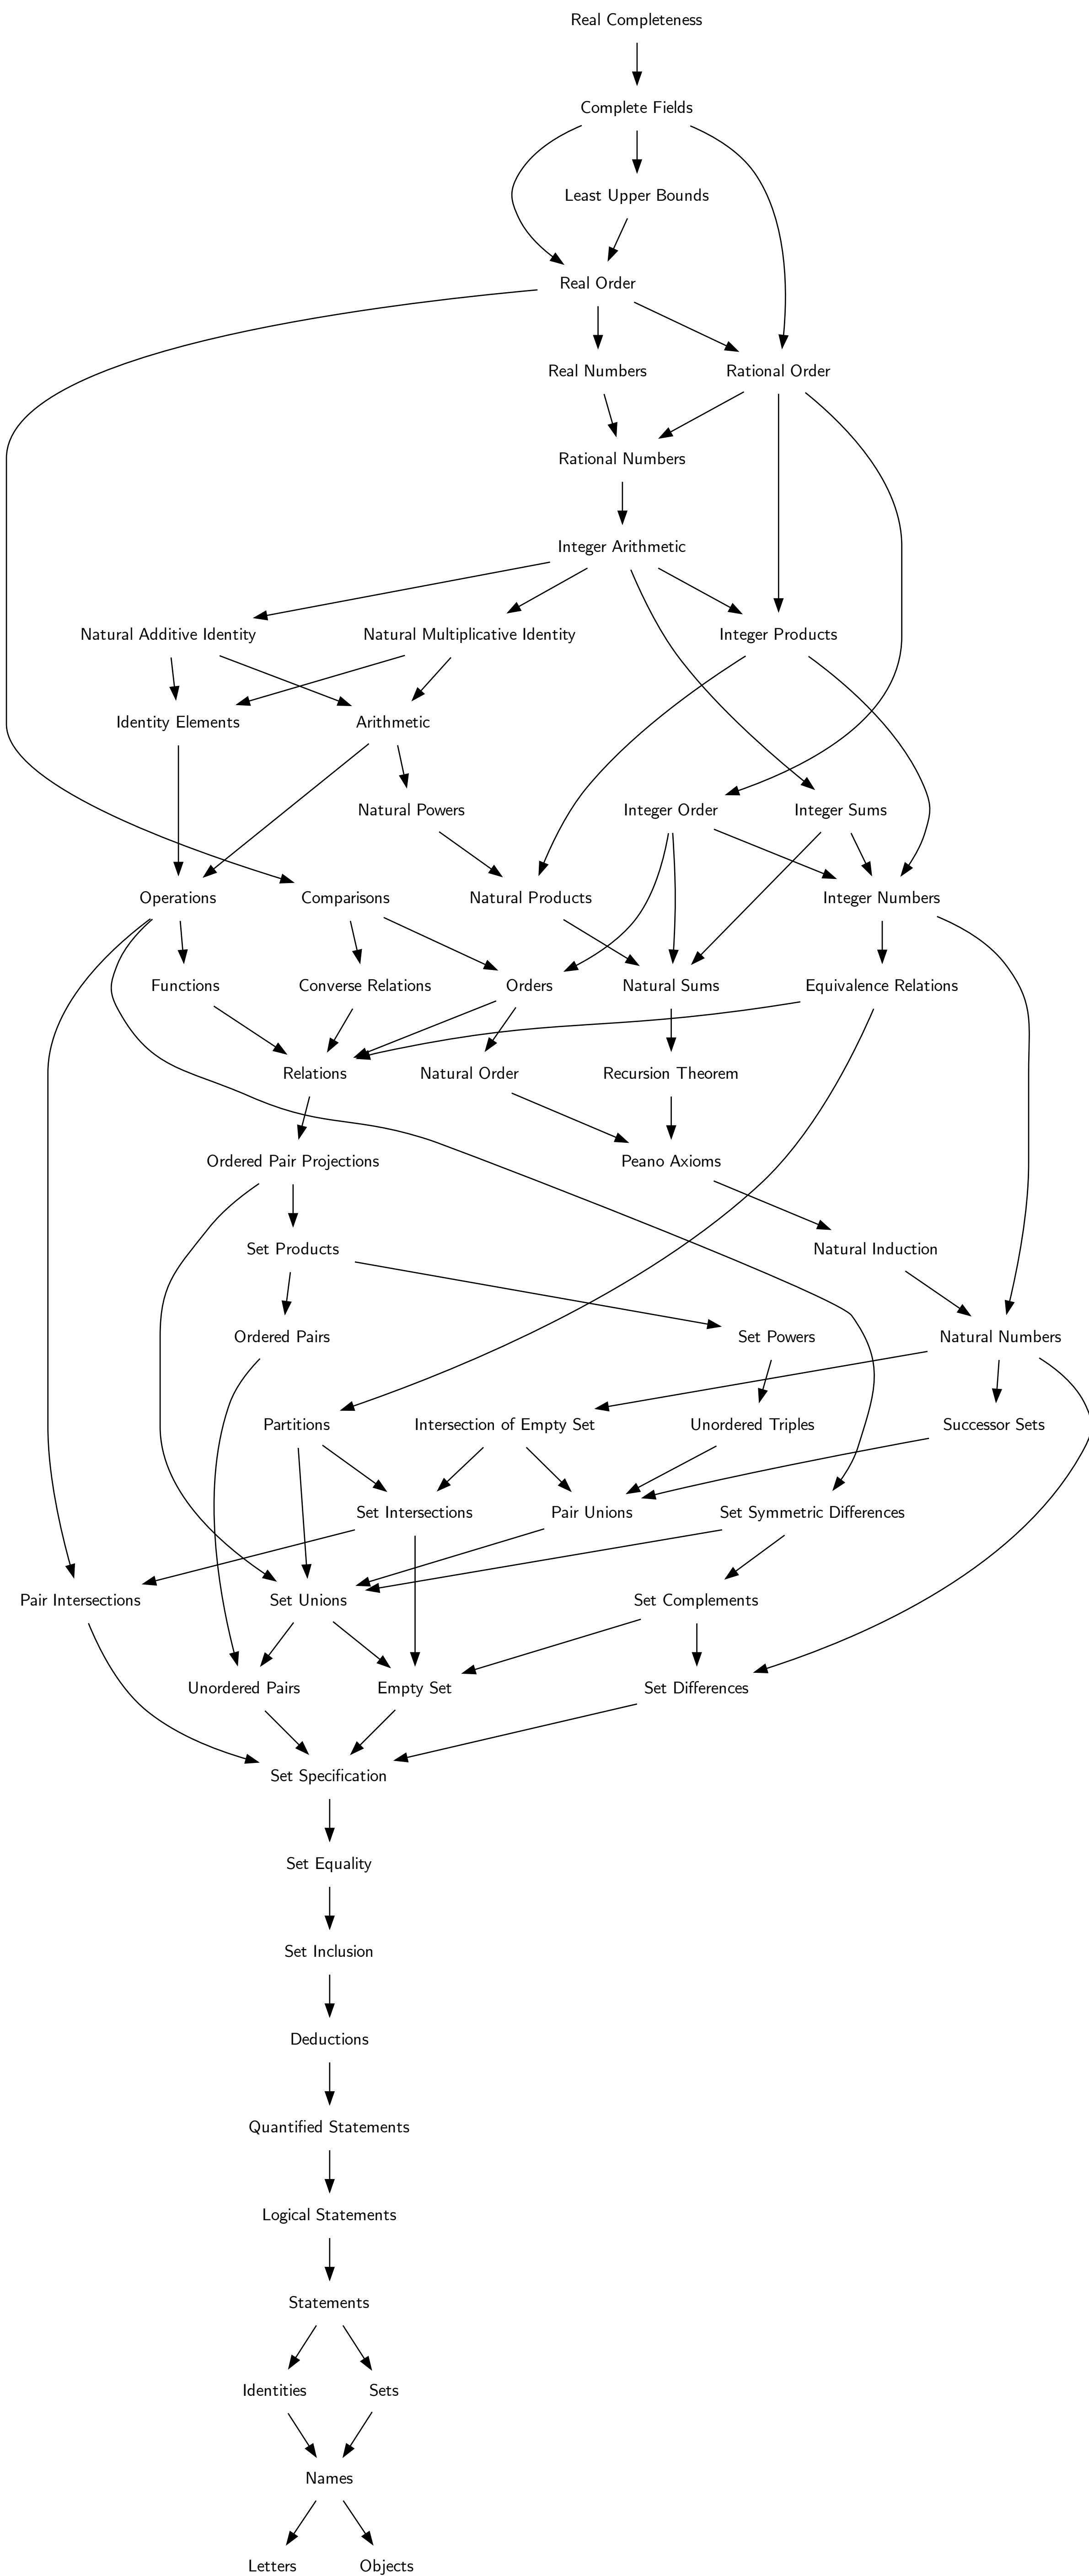 Real Completeness
Complete Fields
Least Upper Bounds
Real Order
Real Numbers
Rational Order
Rational Numbers
Integer Arithmetic
Natural Additive Identity
Natural Multiplicative Identity
Integer Products
Identity Elements
Arithmetic
Natural Powers
Integer Order
Integer Sums
Operations
Comparisons
Natural Products
Integer Numbers
Functions
Converse Relations
Orders
Natural Sums
Equivalence Relations
Relations
Natural Order
Recursion Theorem
Ordered Pair Projections
Peano Axioms
Set Products
Natural Induction
Ordered Pairs
Set Powers
Natural Numbers
Partitions
Intersection of Empty Set
Unordered Triples
Successor Sets
Set Intersections
Pair Unions
Set Symmetric Differences
Pair Intersections
Set Unions
Set Complements
Unordered Pairs
Empty Set
Set Differences
Set Specification
Set Equality
Set Inclusion
Deductions
Quantified Statements
Logical Statements
Statements
Identities
Sets
Names
Letters
Objects